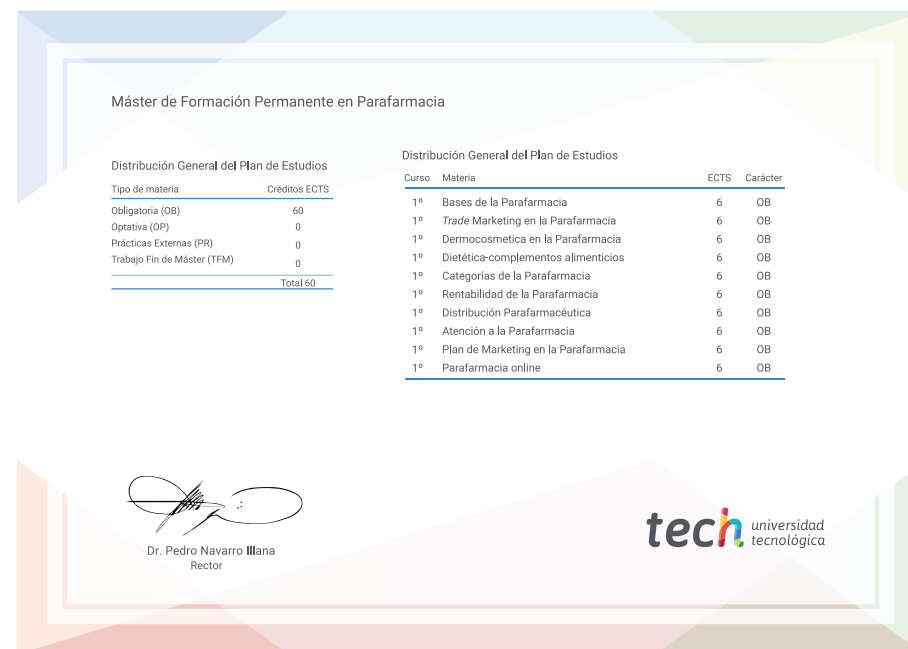 Máster de Formación Permanente en Parafarmacia
Distribución General del Plan de Estudios
Tipo de materia Créditos ECTS
Obligatoria (OB) 60
Optativa (OP) 0
Prácticas Externas (PR) 0
Trabajo Fin de Máster (TFM) 0
Total 60
Distribución General del Plan de Estudios
Curso Materia ECTS Carácter
1º Bases de la Parafarmacia 6 OB
1º Trade Marketing en la Parafarmacia 6 OB
1º Dermocosmetica en la Parafarmacia 6 OB
1º Dietética-complementos alimenticios 6 OB
1º Categorías de la Parafarmacia 6 OB
1º Rentabilidad de la Parafarmacia 6 OB
1º Distribución Parafarmacéutica 6 OB
1º Atención a la Parafarmacia 6 OB
1º Plan de Marketing en la Parafarmacia 6 OB
1º Parafarmacia online 6 OB
Dr. Pedro Navarro Illana
Rector
tech universidad
tecnológica